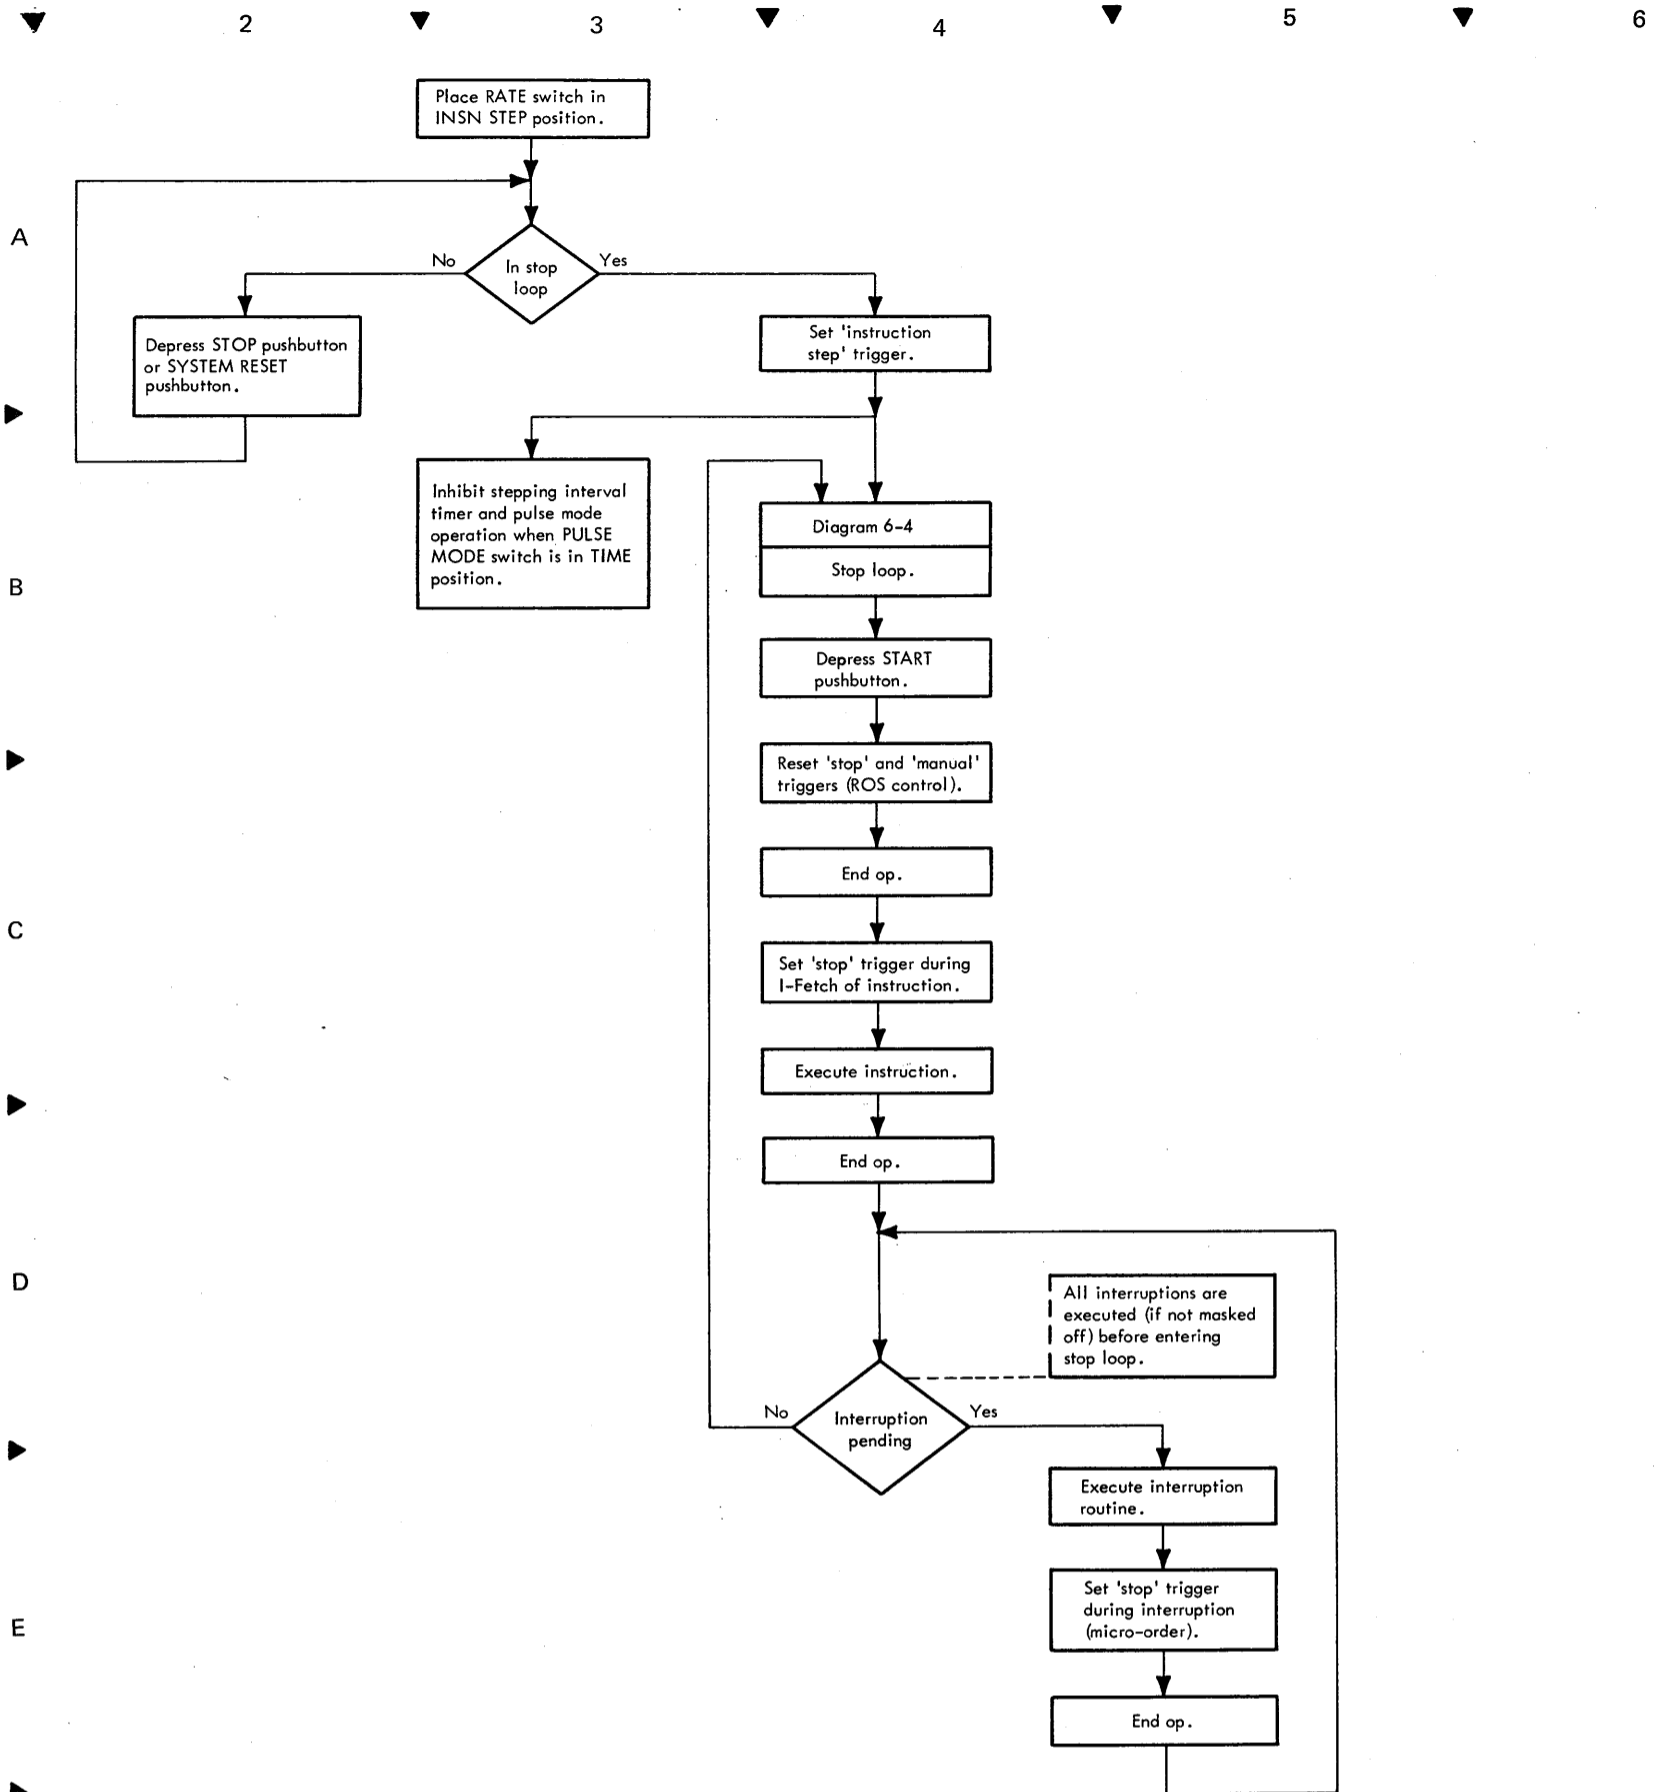 2 3 4 5 6
Place RATE switch in
INSN STEP position.
A
No
In stop
loop
Yes
Depress STOP pushbutton
or SYSTEM RESET
pushbutton.
Set 'instruction
step' trigger.
Inhibit stepping interval
timer and pulse mode
operation when PULSE
MODE switch is in TIME
position.
Diagram 6-4
Stop loop.
B
Depress START
pushbutton.
Reset 'stop' and 'manual'
triggers (ROS control).
End op.
C
Set 'stop' trigger during
I-Fetch of instruction.
Execute instruction.
End op.
D
All interruptions are
executed (if not masked
off) before entering
stop loop.
No
Interruption
pending
Yes
Execute interruption
routine.
Set 'stop' trigger
during interruption
(micro-order).
E
End op.